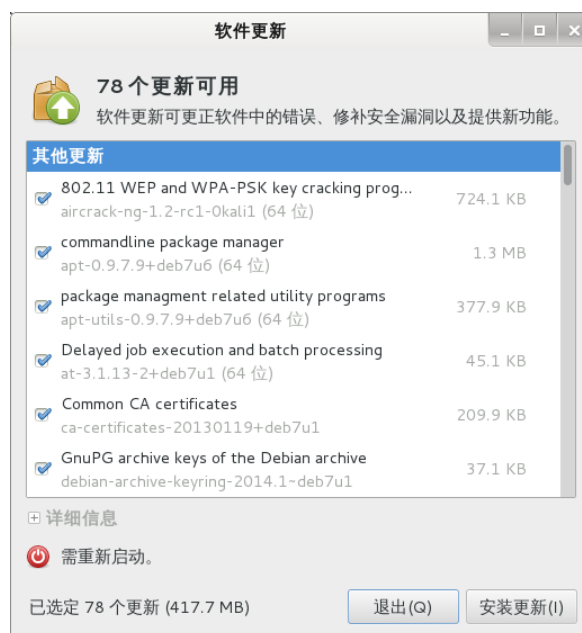 软件更新
78 个更新可用
软件更新可更正软件中的错误、修补安全漏洞以及提供新功能。
其他更新
802.11 WEP and WPA-PSK key cracking prog...
724.1 KB
aircrack-ng-1.2-rc1-0kali1 (64 位)
commandline package manager
1.3 MB
apt-0.9.7.9+deb7u6 (64 位)
package managment related utility programs
377.9 KB
apt-utils-0.9.7.9+deb7u6 (64 位)
Delayed job execution and batch processing
45.1 KB
at-3.1.13-2+deb7u1 (64 位)
Common CA certificates
209.9 KB
ca-certificates-20130119+deb7u1
GnuPG archive keys of the Debian archive
37.1 KB
debian-archive-keyring-2014.1~deb7u1
详细信息
需重新启动。
已选定 78 个更新 (417.7 MB)
退出(Q)
安装更新(I)